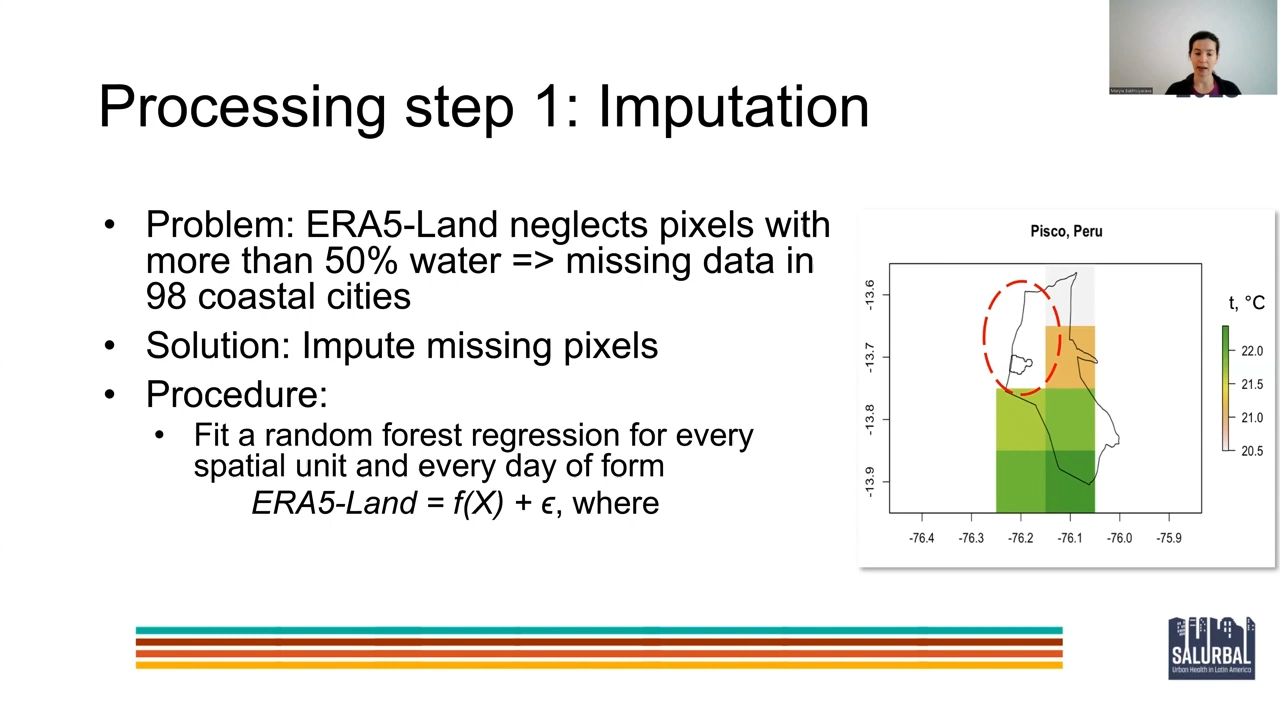 Processing step 1: Imputation
• Problem: ERA5-Land neglects pixels with
more than 50% water => missing data in
98 coastal cities
• Solution: Impute missing pixels
• Procedure:
• Fit a random forest regression for every
spatial unit and every day of form
ERA5-Land = f(X) + ϵ, where
Pisco, Peru
t, °C
22.0
21.5
21.0
20.5
-13.6
-13.7
-13.8
-13.9
-76.4 -76.3 -76.2 -76.1 -76.0 -75.9
SALURBAL
Urban Health in Latin America